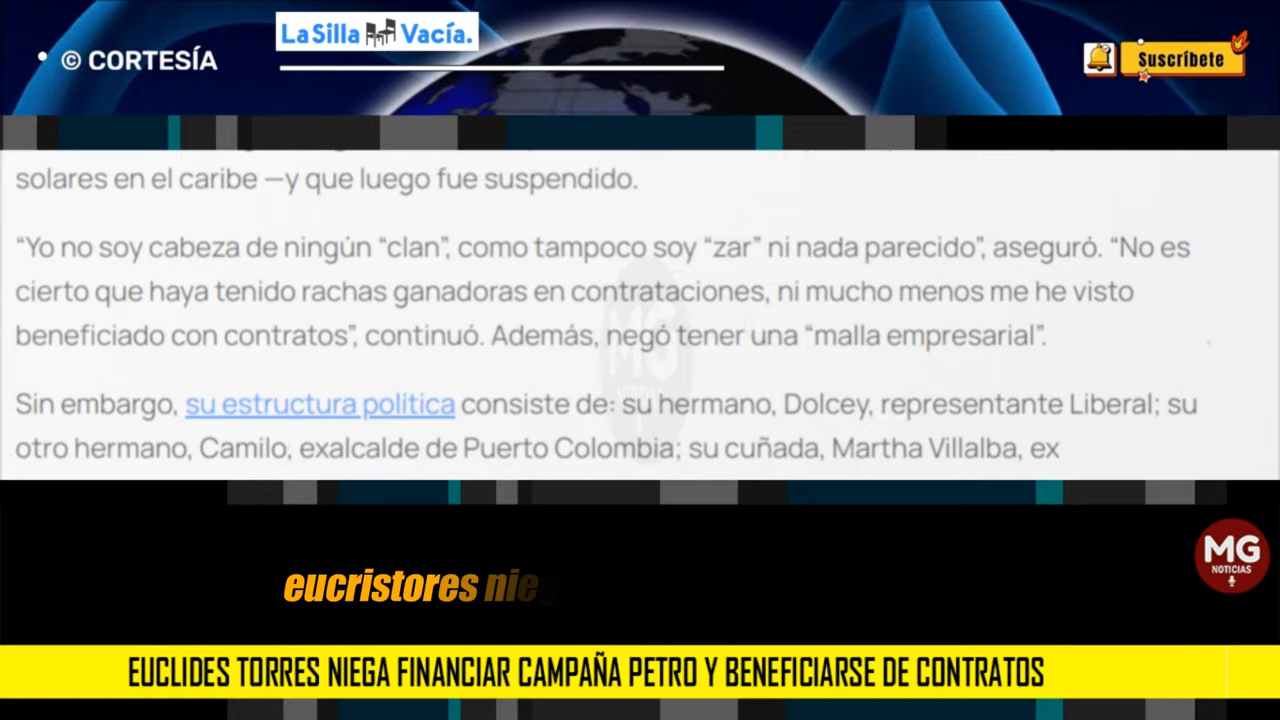 LaSilla Vacía.
© CORTESÍA
Suscríbete
solares en el caribe —y que luego fue suspendido.
“Yo no soy cabeza de ningún “clan”, como tampoco soy “zar” ni nada parecido”, aseguró. “No es
cierto que haya tenido rachas ganadoras en contrataciones, ni mucho menos me he visto
beneficiado con contratos”, continuó. Además, negó tener una “malla empresarial”.
Sin embargo, su estructura política consiste de: su hermano, Dolcey, representante Liberal; su
otro hermano, Camilo, exalcalde de Puerto Colombia; su cuñada, Martha Villalba, ex
MG
NOTICIAS
eucristores nieg
MG
NOTICIAS
EUCLIDES TORRES NIEGA FINANCIAR CAMPAÑA PETRO Y BENEFICIARSE DE CONTRATOS